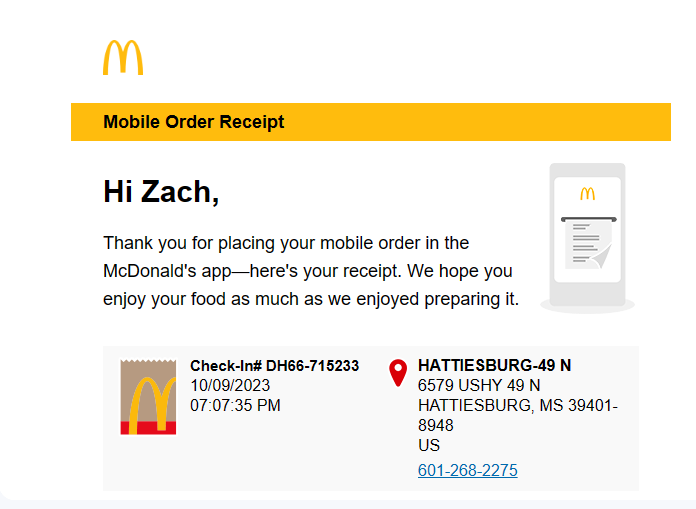 Mobile Order Receipt
Hi Zach,
Thank you for placing your mobile order in the
McDonald's app—here's your receipt. We hope you
enjoy your food as much as we enjoyed preparing it.
Check-In# DH66-715233
10/09/2023
07:07:35 PM
HATTIESBURG-49 N
6579 USHY 49 N
HATTIESBURG, MS 39401-
8948
US
601-268-2275